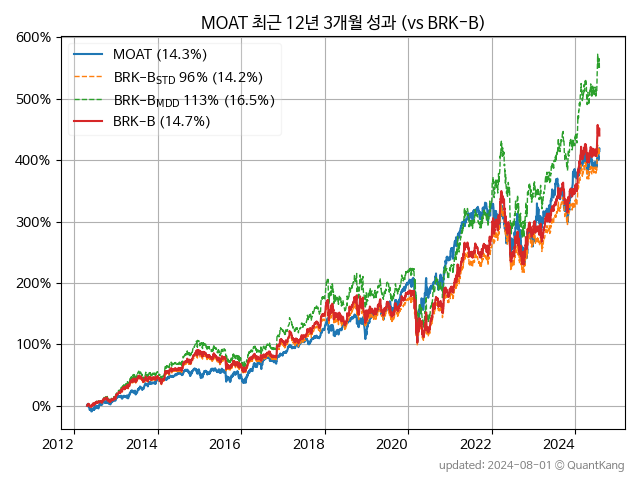 MOAT 최근 12년 3개월 성과 (vs BRK-B)
600%
500%
400%
300%
200%
100%
0%
MOAT (14.3%)
BRK-BSTD 96% (14.2%)
BRK-BMDD 113% (16.5%)
BRK-B (14.7%)
2012 2014 2016 2018 2020 2022 2024
updated: 2024-08-01 © QuantKang